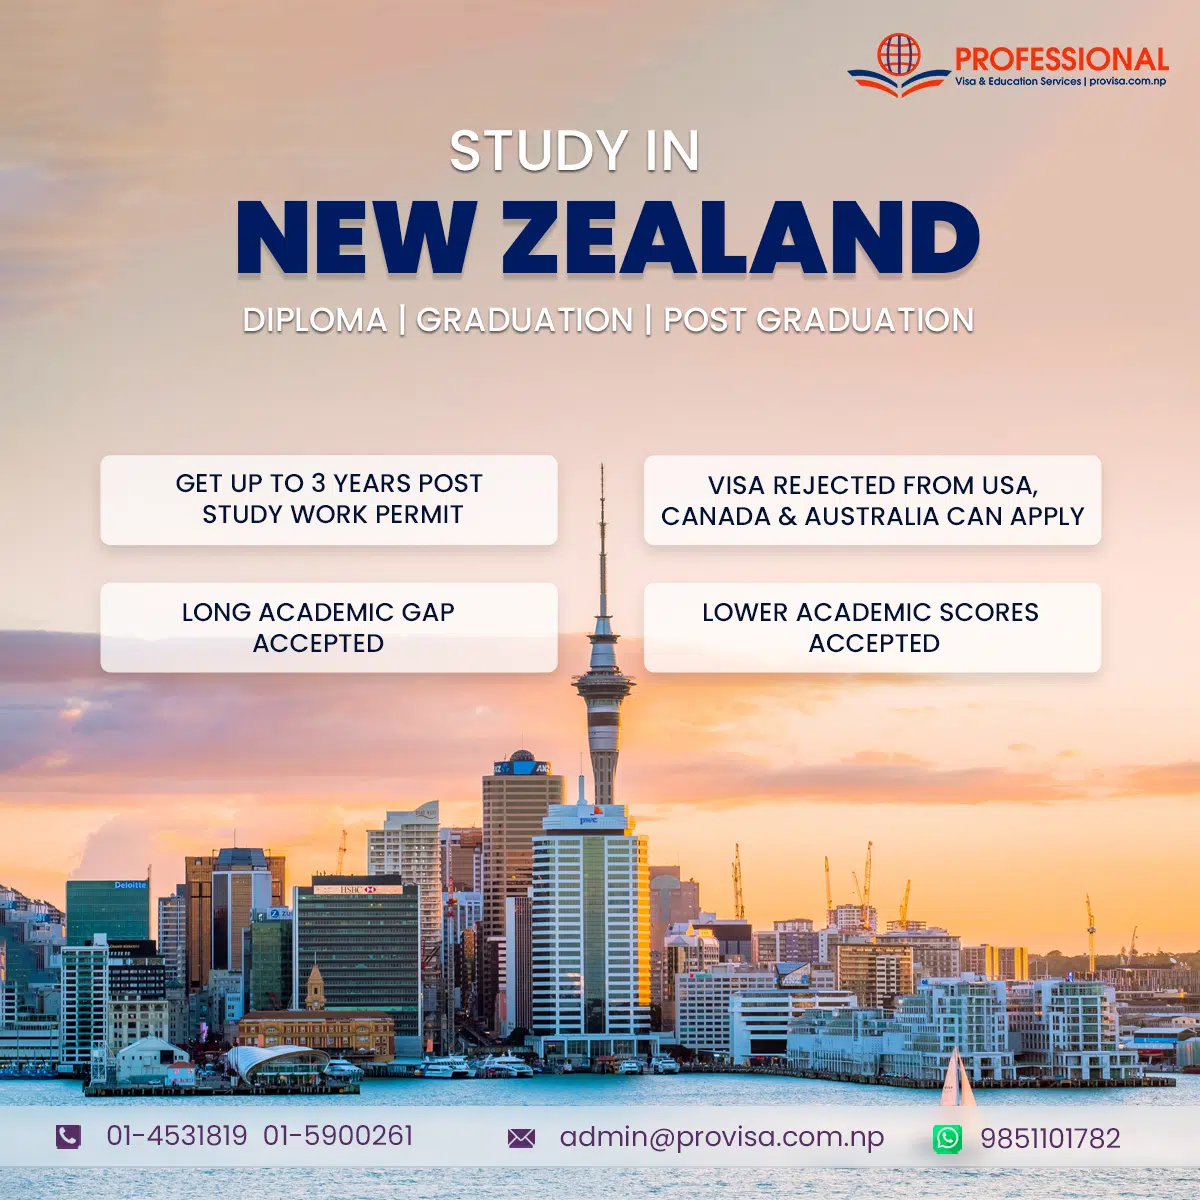 PROFESSIONAL
Visa & Education Services | provisa.com.np
STUDY IN
NEW ZEALAND
DIPLOMA | GRADUATION | POST GRADUATION
GET UP TO 3 YEARS POST
STUDY WORK PERMIT
VISA REJECTED FROM USA,
CANADA & AUSTRALIA CAN APPLY
LONG ACADEMIC GAP
ACCEPTED
LOWER ACADEMIC SCORES
ACCEPTED
pwc
Deloitte
HSBC
01-4531819 01-5900261
admin@provisa.com.np
9851101782